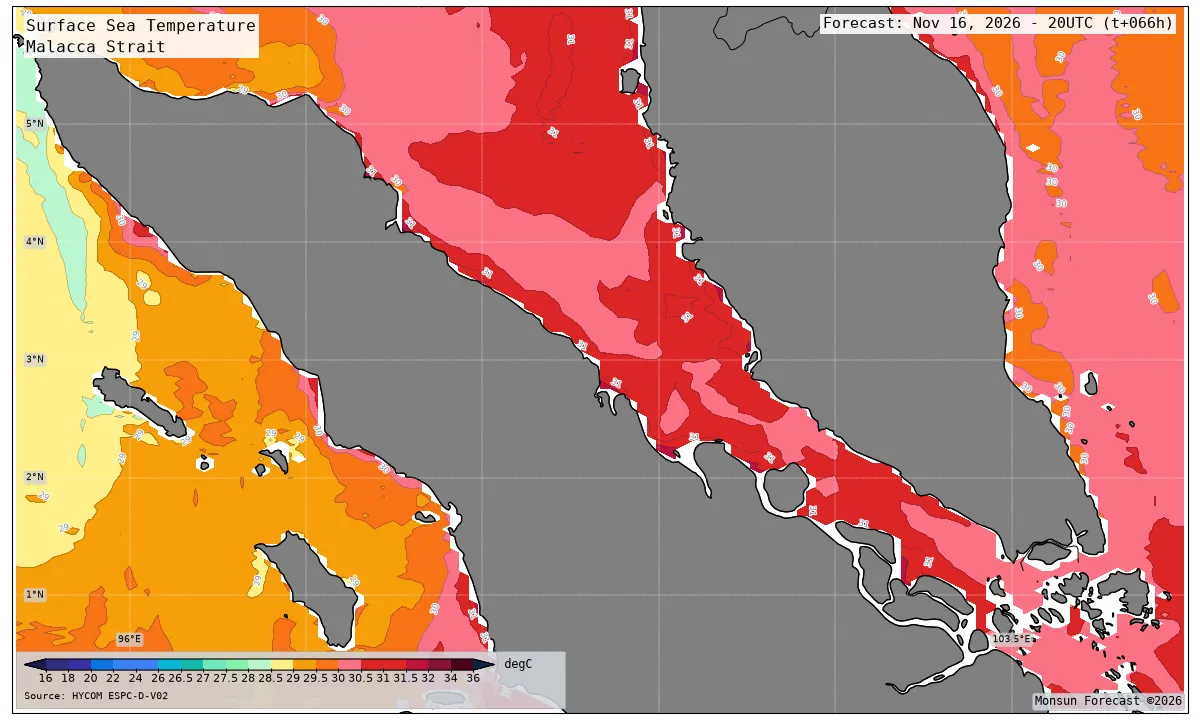 Surface Sea Temperature
Malacca Strait
Forecast: Nov 16, 2026 - 20UTC (t+066h)
5°N
4°N
3°N
2°N
1°N
96°E
103.5°E
degC
16 18 20 22 24 26 26.5 27 27.5 28 28.5 29 29.5 30 30.5 31 31.5 32 34 36
Source: HYCOM ESPC-D-V02
Monsun Forecast ©2026